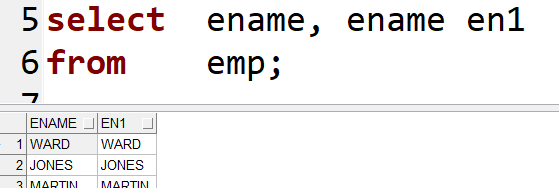 5 select ename, ename en1
6 from emp;
7
ENAME EN1
1 WARD WARD
2 JONES JONES
3 MARTIN MARTIN